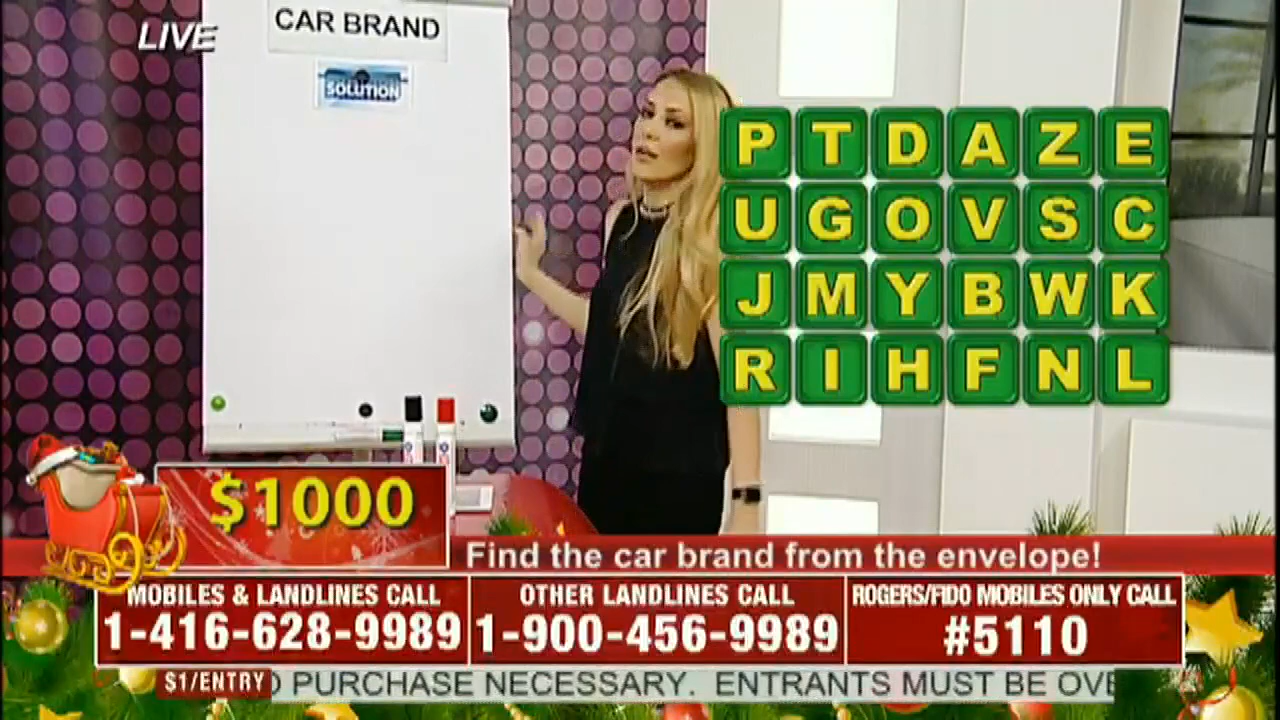 LIVE
CAR BRAND
SOLUTION
P T D A Z E
U G O V S C
J M Y B W K
R I H F N L
$1000
Find the car brand from the envelope!
MOBILES & LANDLINES CALL
1-416-628-9989
OTHER LANDLINES CALL
1-900-456-9989
ROGERS/FIDO MOBILES ONLY CALL
#5110
$1/ENTRY
O PURCHASE NECESSARY. ENTRANTS MUST BE OVE